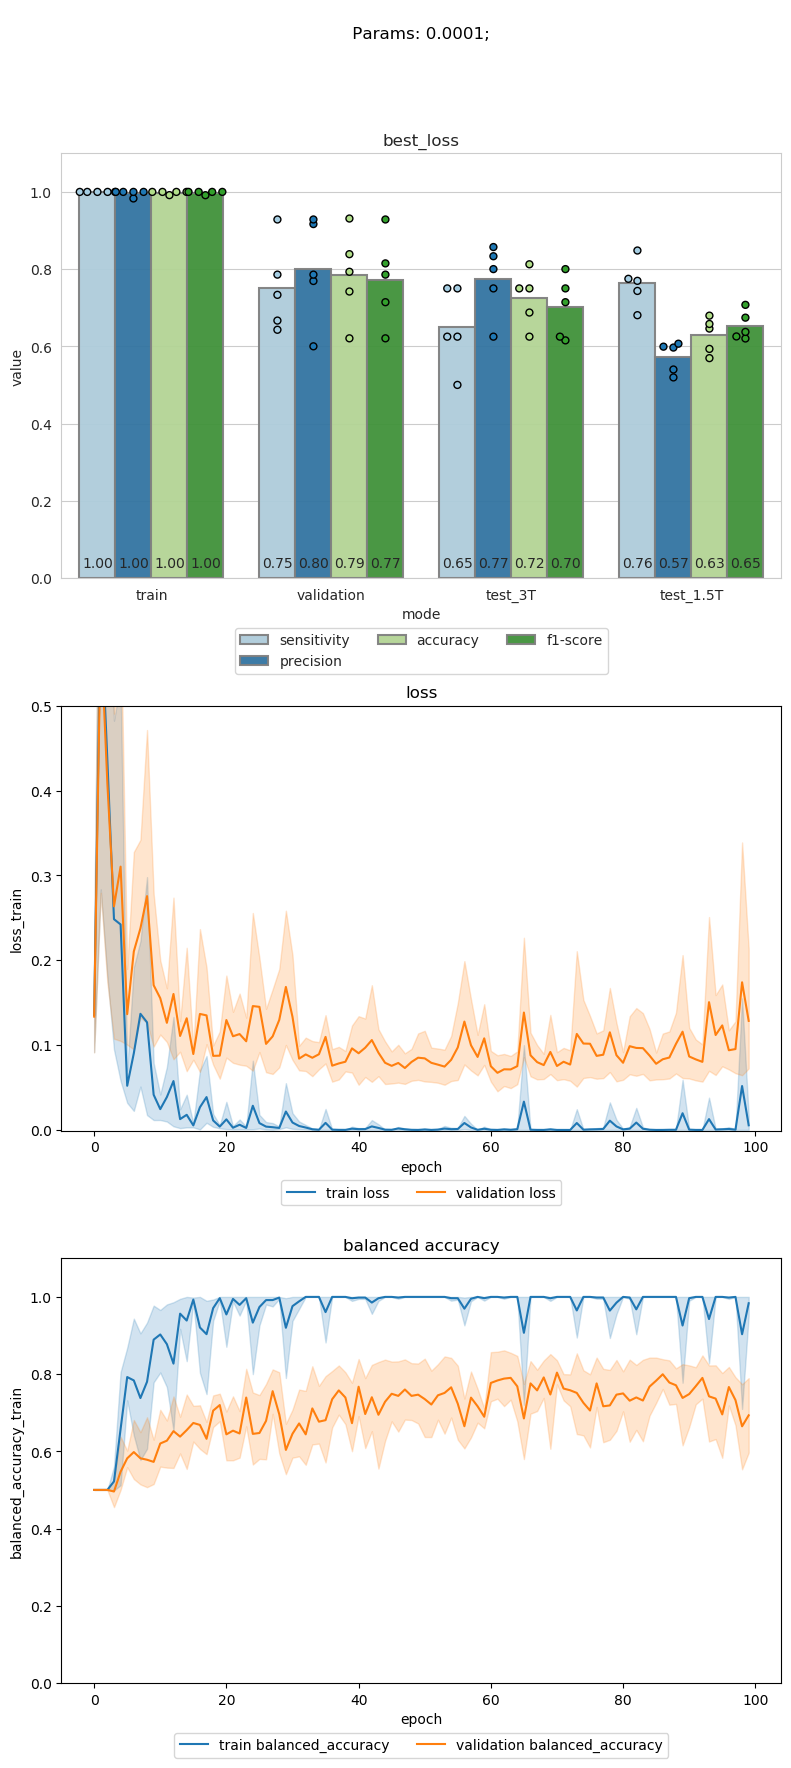 Params: 0.0001;
best_loss
1.0
0.8
0.6
0.4
0.2
0.0
value
1.00 1.00 1.00 1.00 0.75 0.80 0.79 0.77 0.65 0.77 0.72 0.70 0.76 0.57 0.63 0.65
train validation test_3T test_1.5T
mode
sensitivity accuracy f1-score
precision
loss
0.5
0.4
0.3
0.2
0.1
0.0
loss_train
0 20 40 60 80 100
epoch
train loss validation loss
balanced accuracy
1.0
0.8
0.6
0.4
0.2
0.0
balanced_accuracy_train
0 20 40 60 80 100
epoch
train balanced_accuracy validation balanced_accuracy